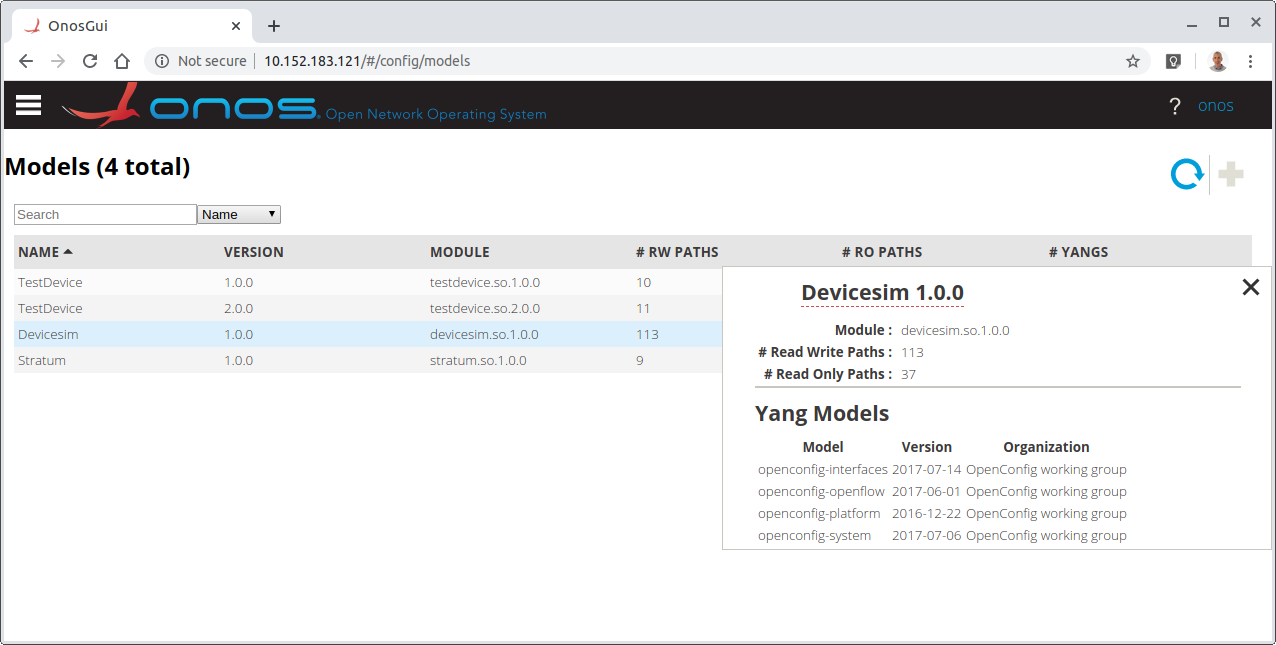 OnosGui
Not secure 10.152.183.121/#/config/models
onos Open Network Operating System ? onos
Models (4 total)
Search Name
NAME VERSION MODULE # RW PATHS # RO PATHS # YANGS
TestDevice 1.0.0 testdevice.so.1.0.0 10
TestDevice 2.0.0 testdevice.so.2.0.0 11
Devicesim 1.0.0 devicesim.so.1.0.0 113
Stratum 1.0.0 stratum.so.1.0.0 9
Devicesim 1.0.0
Module : devicesim.so.1.0.0
# Read Write Paths : 113
# Read Only Paths : 37
Yang Models
Model Version Organization
openconfig-interfaces 2017-07-14 OpenConfig working group
openconfig-openflow 2017-06-01 OpenConfig working group
openconfig-platform 2016-12-22 OpenConfig working group
openconfig-system 2017-07-06 OpenConfig working group